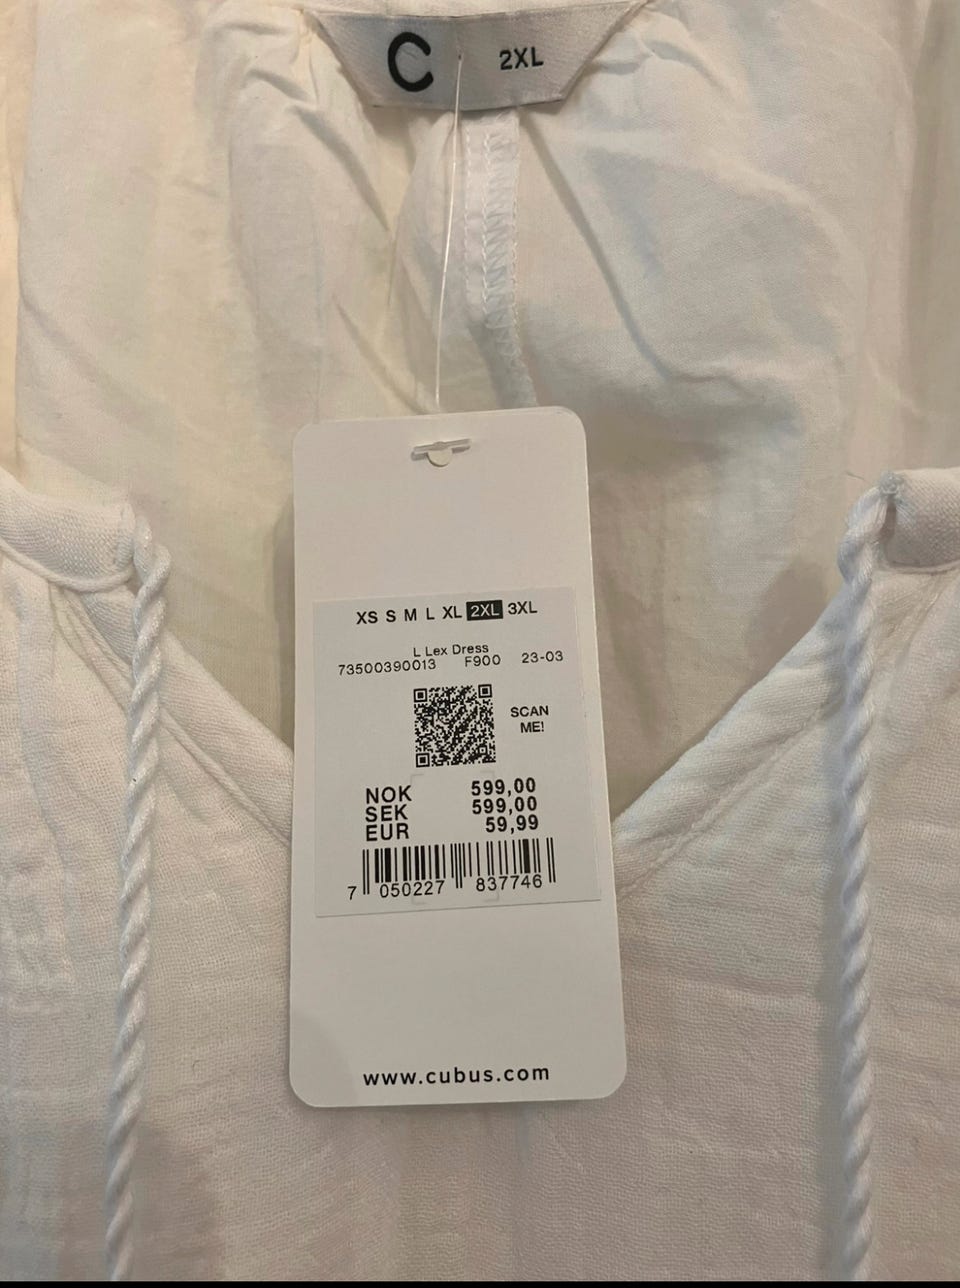 C 2XL
XS S M L XL 2XL 3XL
L Lex Dress
73500390013 F900 23-03
SCAN
ME!
NOK 599,00
SEK 599,00
EUR 59,99
7 050227 837746
www.cubus.com